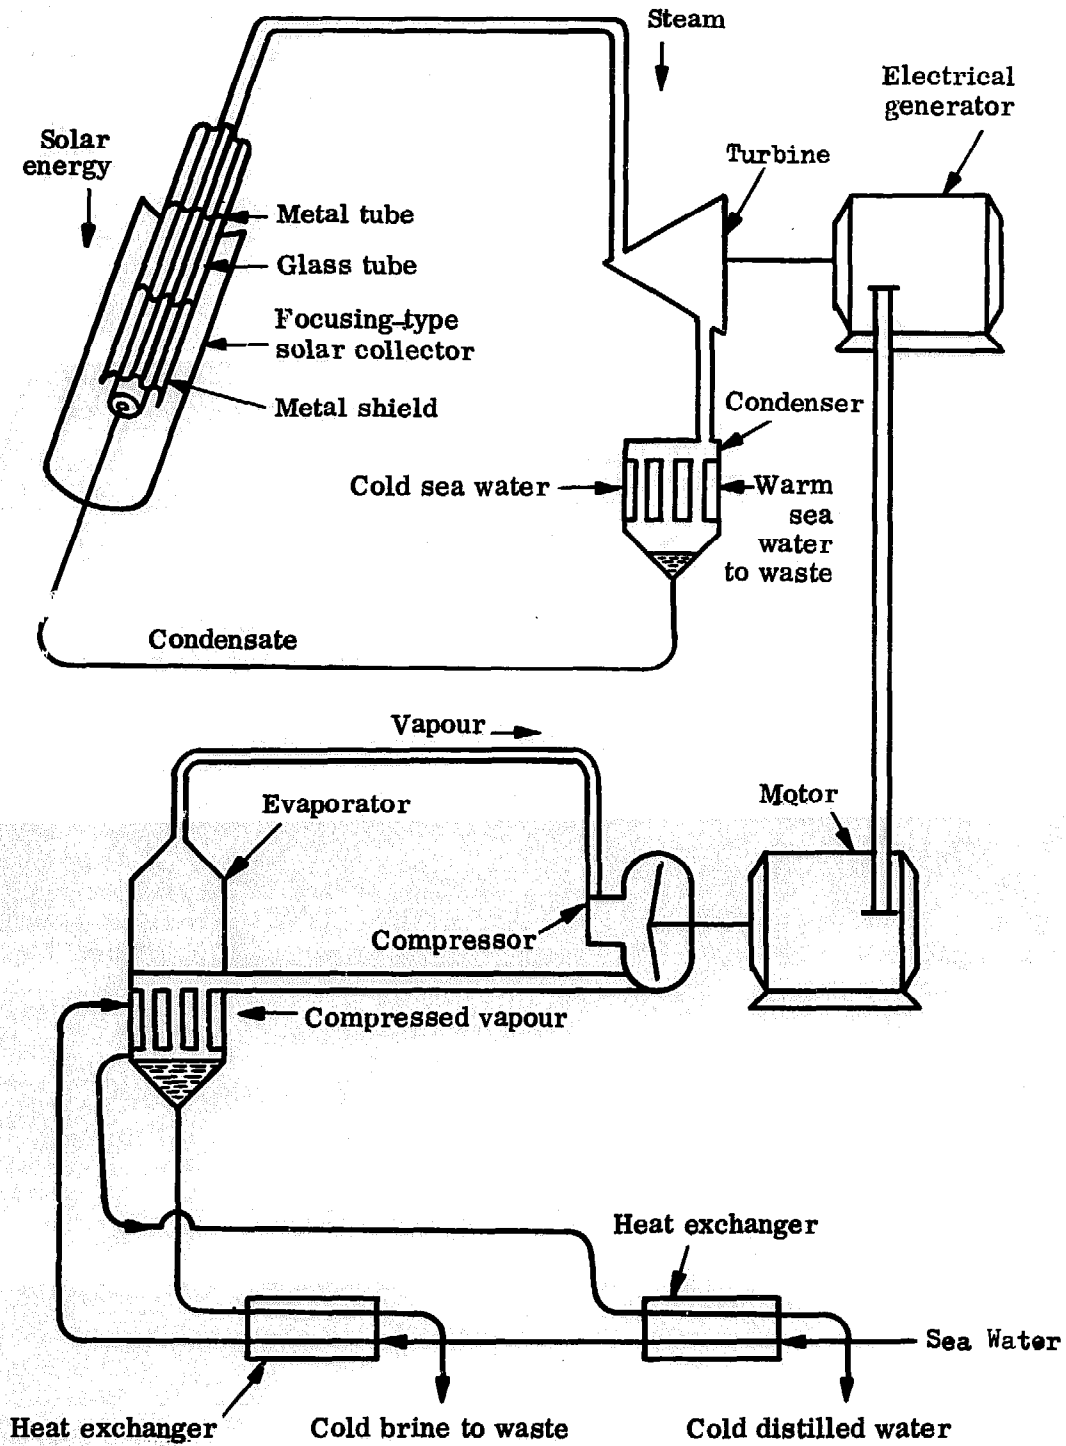 Steam
Electrical
generator
Solar
energy
Turbine
Metal tube
Glass tube
Focusing-type
solar collector
Metal shield
Condenser
Cold sea water
Warm
sea
water
to waste
Condensate
Vapour
Evaporator
Motor
Compressor
Compressed vapour
Heat exchanger
Sea Water
Heat exchanger
Cold brine to waste
Cold distilled water